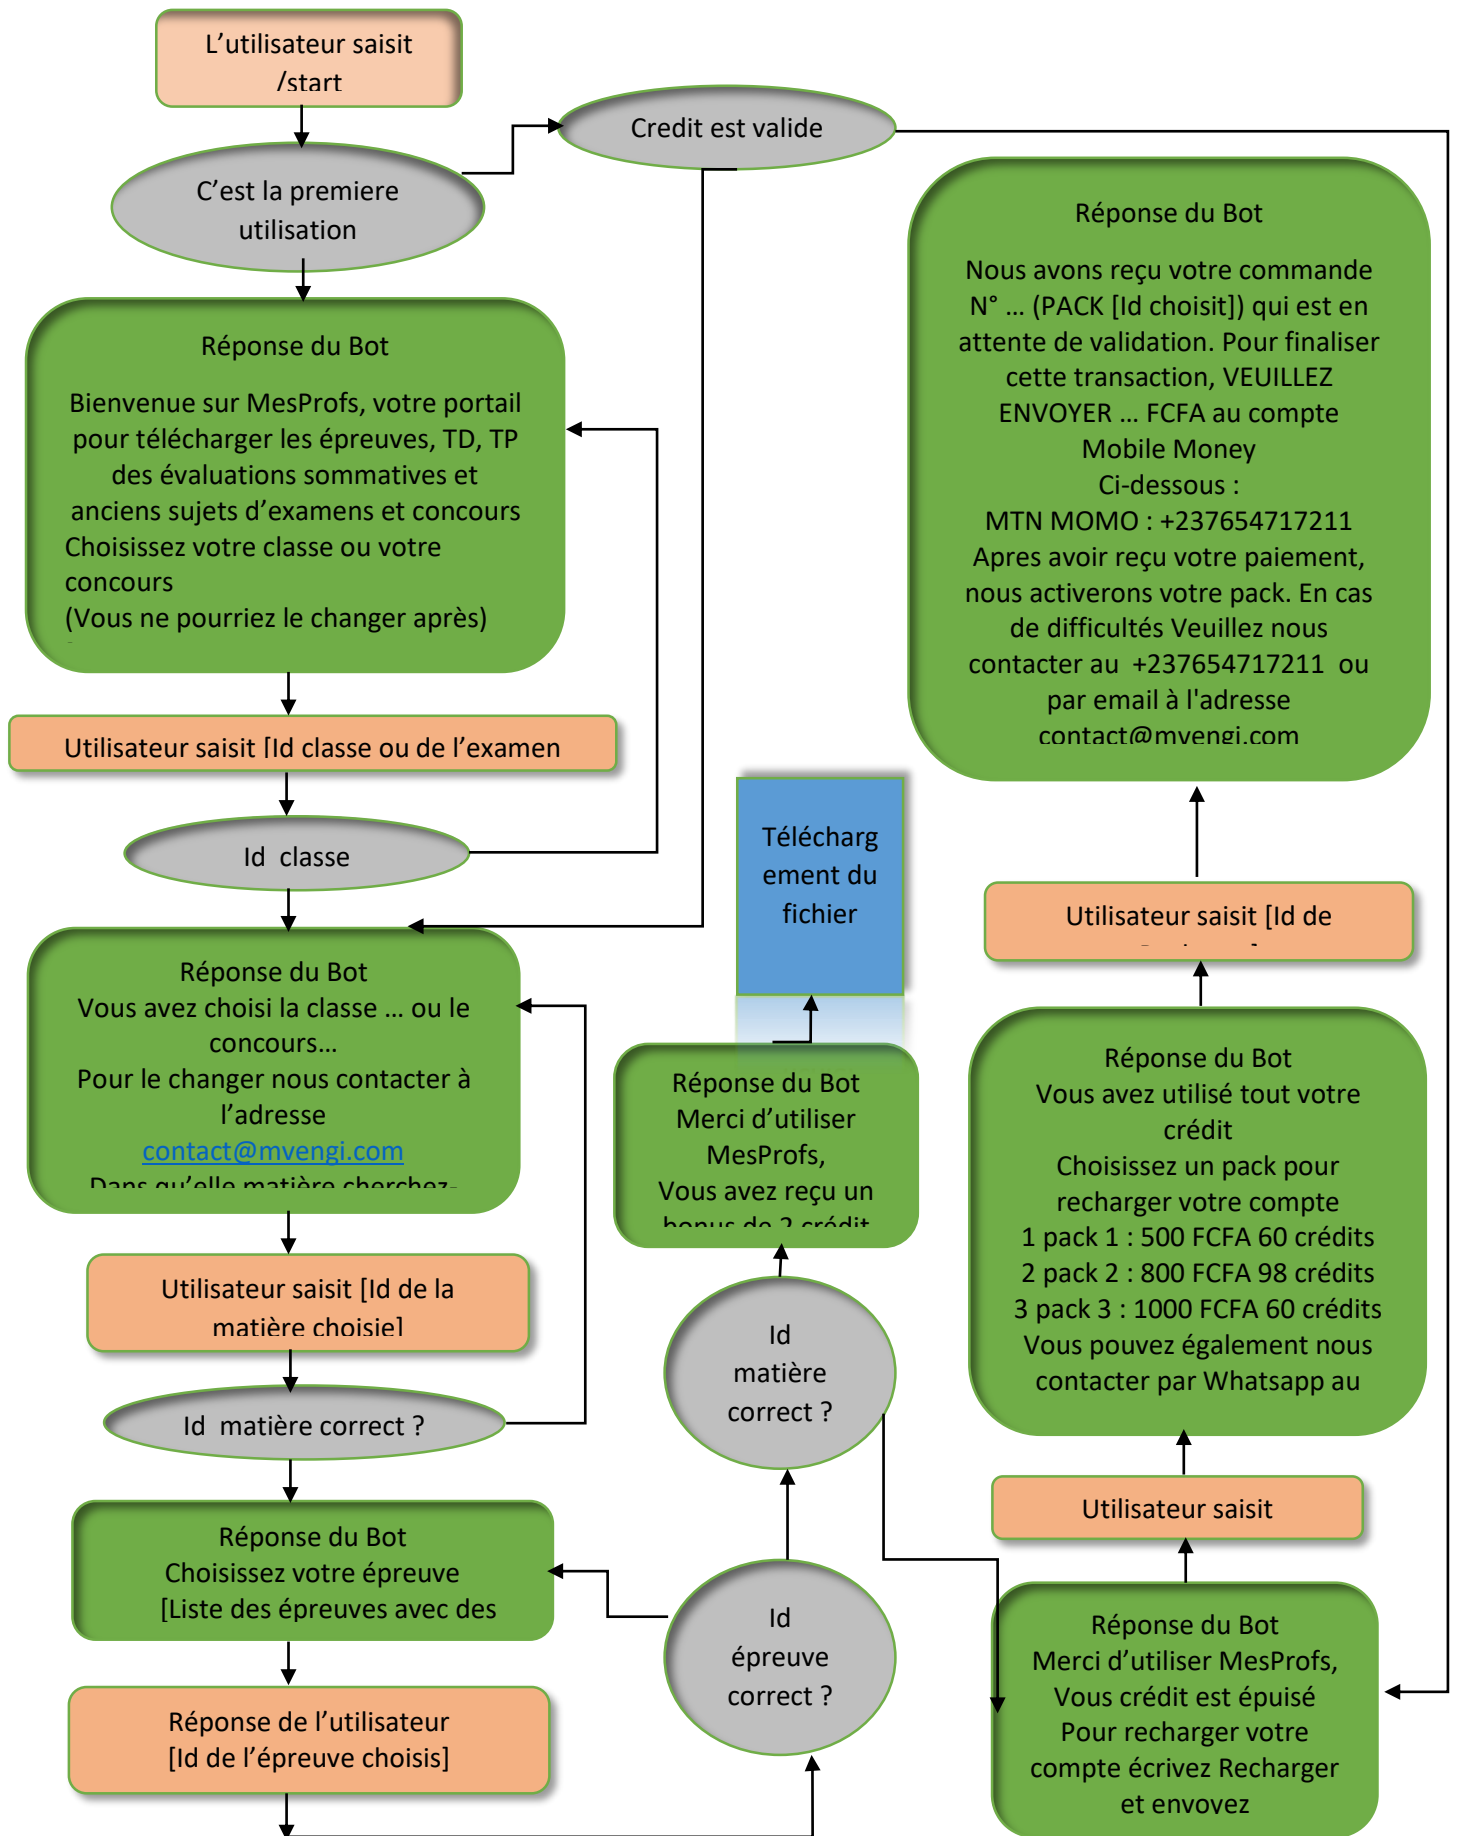 L'utilisateur saisit
/start
C'est la premiere
utilisation
Credit est valide
Réponse du Bot
Bienvenue sur MesProfs, votre portail
pour télécharger les épreuves, TD, TP
des évaluations sommatives et
anciens sujets d'examens et concours
Choisissez votre classe ou votre
concours
(Vous ne pourriez le changer après)
Utilisateur saisit [Id classe ou de l'examen
Id  classe
Réponse du Bot
Vous avez choisi la classe … ou le
concours…
Pour le changer nous contacter à
l'adresse
contact@mvengi.com
Dans qu'elle matière cherchez-
Utilisateur saisit [Id de la
matière choisie]
Id  matière correct ?
Réponse du Bot
Choisissez votre épreuve
[Liste des épreuves avec des
Réponse de l'utilisateur
[Id de l'épreuve choisis]
Id
épreuve
correct ?
Id
matière
correct ?
Réponse du Bot
Merci d'utiliser
MesProfs,
Vous avez reçu un
bonus de 2 crédit
Télécharg
ement du
fichier
Réponse du Bot
Merci d'utiliser MesProfs,
Vous crédit est épuisé
Pour recharger votre
compte écrivez Recharger
et envoyez
Utilisateur saisit
Réponse du Bot
Vous avez utilisé tout votre
crédit
Choisissez un pack pour
recharger votre compte
1 pack 1 : 500 FCFA 60 crédits
2 pack 2 : 800 FCFA 98 crédits
3 pack 3 : 1000 FCFA 60 crédits
Vous pouvez également nous
contacter par Whatsapp au
Utilisateur saisit [Id de
Réponse du Bot
Nous avons reçu votre commande
N° … (PACK [Id choisit]) qui est en
attente de validation. Pour finaliser
cette transaction, VEUILLEZ
ENVOYER … FCFA au compte
Mobile Money
Ci-dessous :
MTN MOMO : +237654717211
Apres avoir reçu votre paiement,
nous activerons votre pack. En cas
de difficultés Veuillez nous
contacter au  +237654717211  ou
par email à l'adresse
contact@mvengi.com